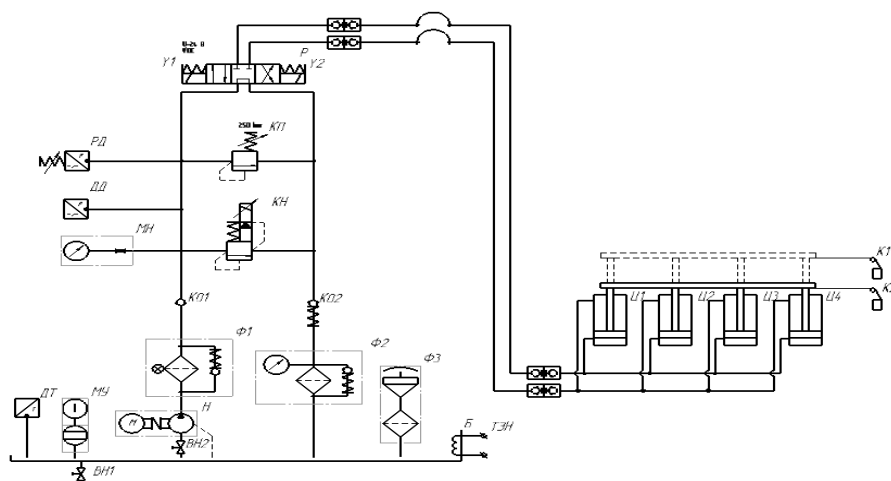 Y1
Р
Y2
250 bar
КП
РД
ДД
КН
МН
КО1
КО2
Ф1
Ф2
Ф3
ДТ
МУ
Н
М
ВН2
ВН1
Б
ТЭН
К1
Ц1
Ц2
Ц3
Ц4